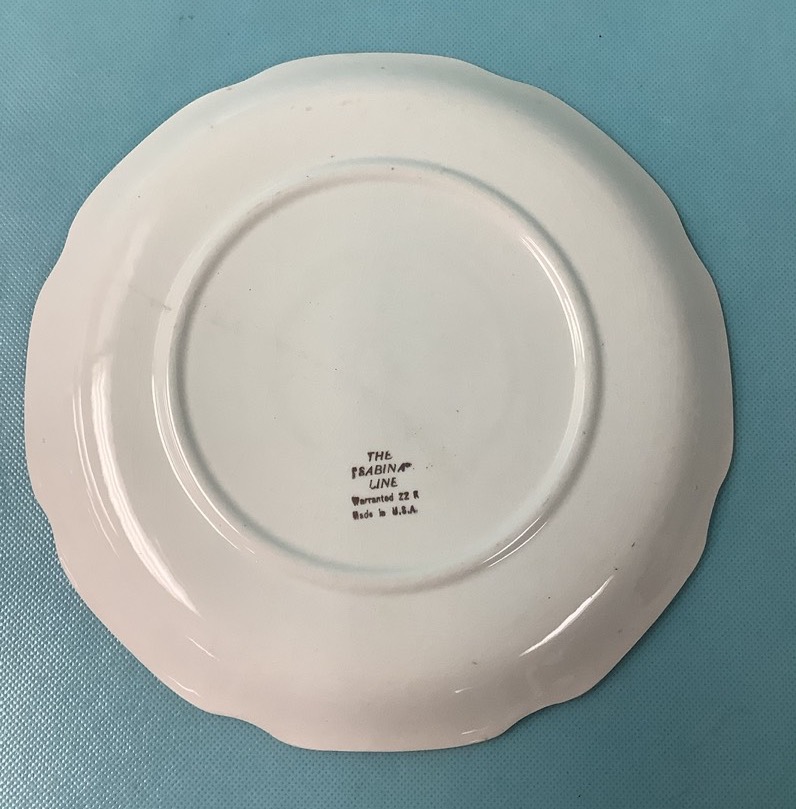 THE
"SABINA"
LINE
Warranted 22 K
Made in U.S.A.